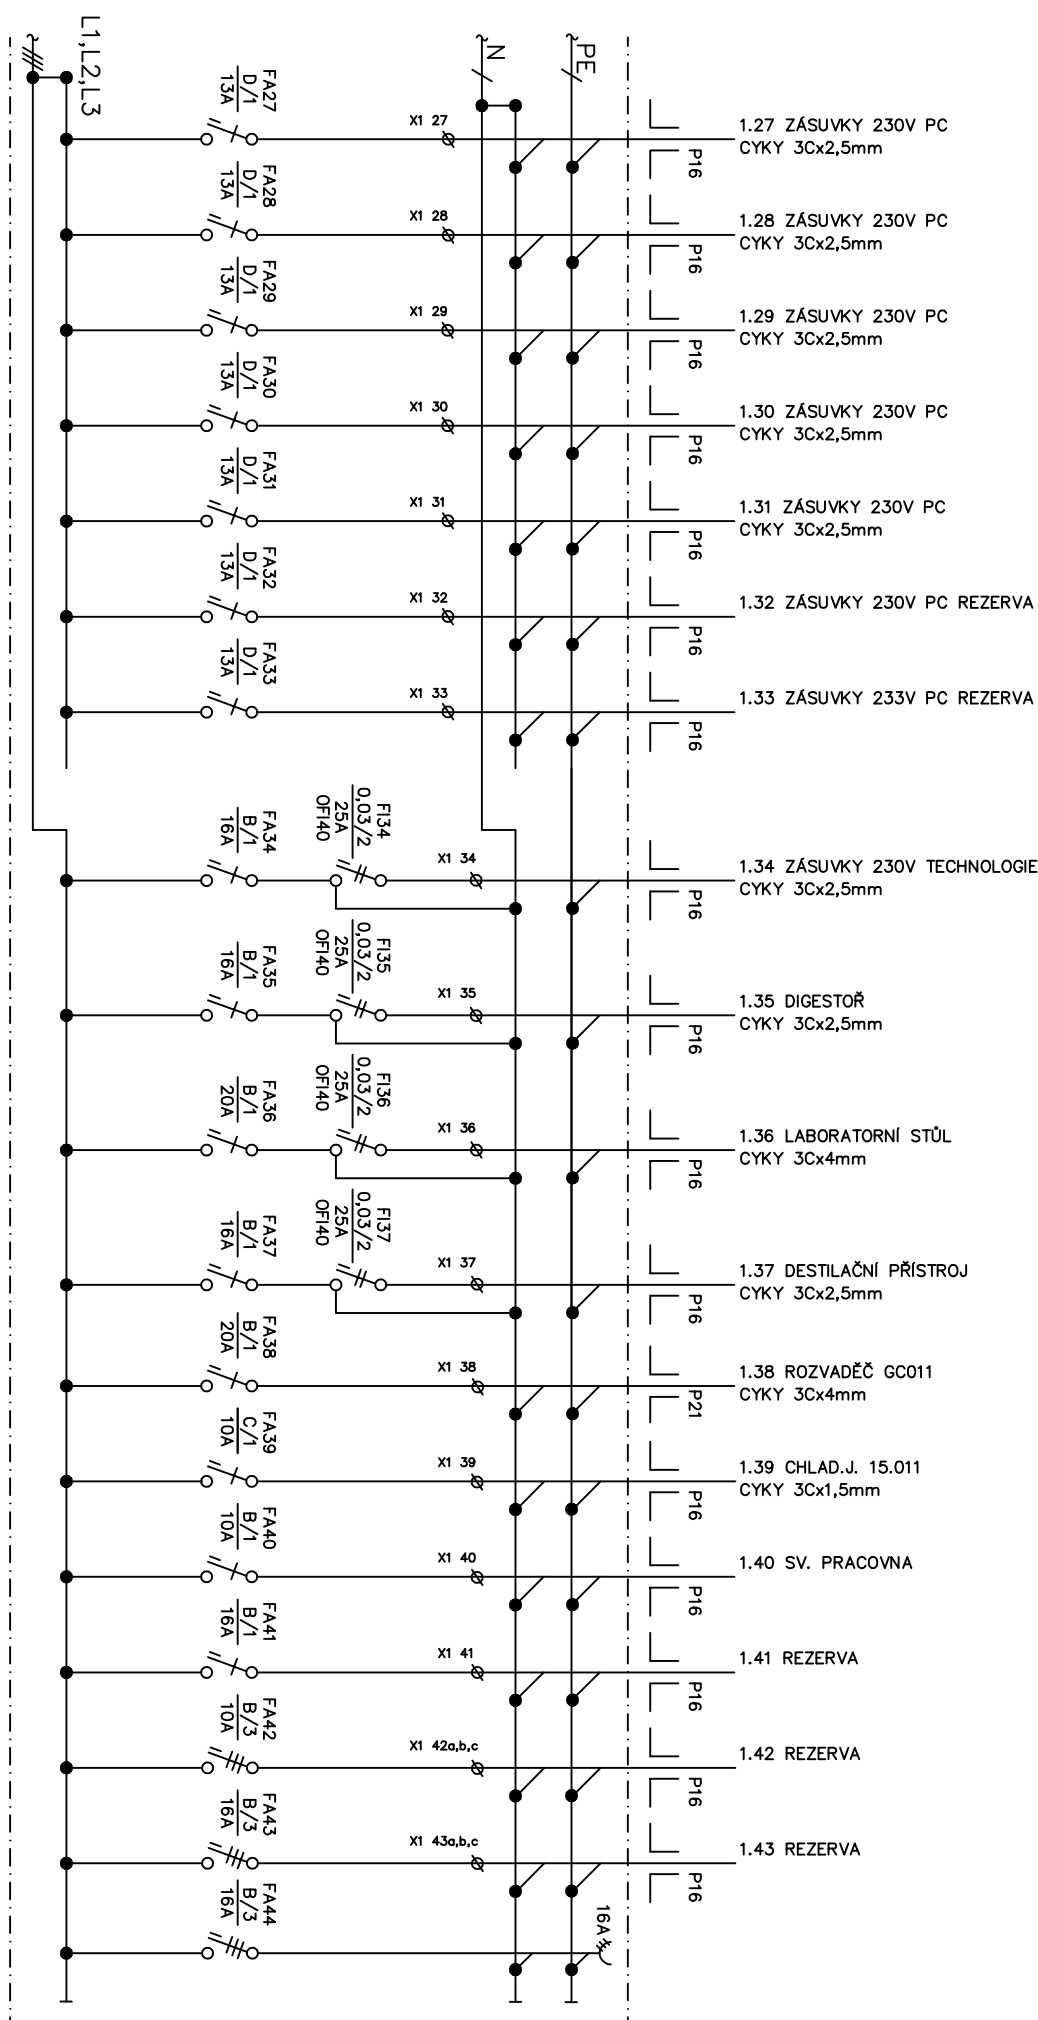 L1,L2,L3
N
PE
FA27
D/1
13A
X1 27
P16
1.27 ZÁSUVKY 230V PC
CYKY 3Cx2,5mm
FA28
D/1
13A
X1 28
P16
1.28 ZÁSUVKY 230V PC
CYKY 3Cx2,5mm
FA29
D/1
13A
X1 29
P16
1.29 ZÁSUVKY 230V PC
CYKY 3Cx2,5mm
FA30
D/1
13A
X1 30
P16
1.30 ZÁSUVKY 230V PC
CYKY 3Cx2,5mm
FA31
D/1
13A
X1 31
P16
1.31 ZÁSUVKY 230V PC
CYKY 3Cx2,5mm
FA32
D/1
13A
X1 32
P16
1.32 ZÁSUVKY 230V PC REZERVA
FA33
D/1
13A
X1 33
P16
1.33 ZÁSUVKY 233V PC REZERVA
FA34
B/1
16A
FI34
0,03/2
25A
OFI40
X1 34
P16
1.34 ZÁSUVKY 230V TECHNOLOGIE
CYKY 3Cx2,5mm
FA35
B/1
16A
FI35
0,03/2
25A
OFI40
X1 35
P16
1.35 DIGESTOŘ
CYKY 3Cx2,5mm
FA36
B/1
20A
FI36
0,03/2
25A
OFI40
X1 36
P16
1.36 LABORATORNÍ STŮL
CYKY 3Cx4mm
FA37
B/1
16A
FI37
0,03/2
25A
OFI40
X1 37
P16
1.37 DESTILAČNÍ PŘÍSTROJ
CYKY 3Cx2,5mm
FA38
B/1
20A
X1 38
P21
1.38 ROZVADĚČ GC011
CYKY 3Cx4mm
FA39
C/1
10A
X1 39
P16
1.39 CHLAD.J. 15.011
CYKY 3Cx1,5mm
FA40
B/1
10A
X1 40
P16
1.40 SV. PRACOVNA
FA41
B/1
16A
X1 41
P16
1.41 REZERVA
FA42
B/3
10A
X1 42a,b,c
P16
1.42 REZERVA
FA43
B/3
16A
X1 43a,b,c
P16
1.43 REZERVA
FA44
B/3
16A
16A